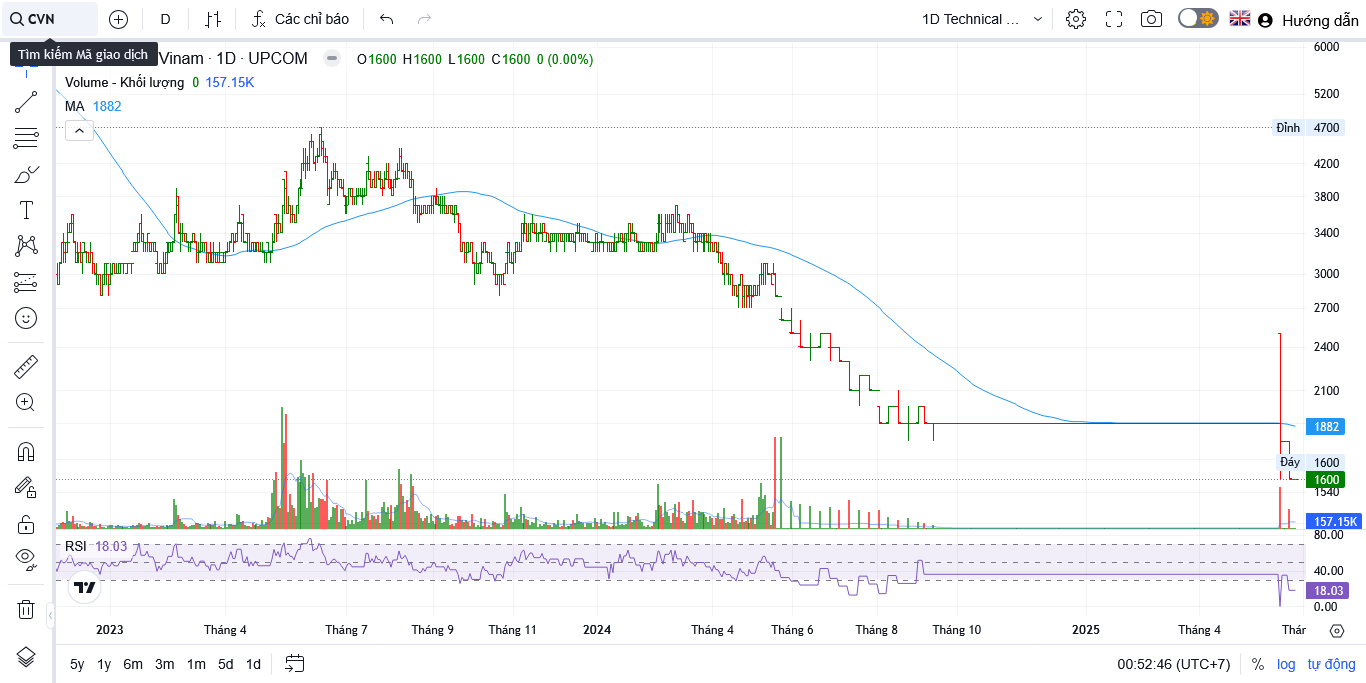 CVN
D
Các chỉ báo
1D Technical ...
Hướng dẫn
Tìm kiếm Mã giao dịch
Vinam · 1D · UPCOM
O1600 H1600 L1600 C1600 0 (0.00%)
Volume - Khối lượng 0 157.15K
MA 1882
6000
5200
Đỉnh 4700
4200
3800
3400
3000
2700
2400
2100
1882
Đáy 1600
1600
1540
157.15K
80.00
RSI 18.03
40.00
18.03
0.00
2023 Tháng 4 Tháng 7 Tháng 9 Tháng 11 2024 Tháng 4 Tháng 6 Tháng 8 Tháng 10 2025 Tháng 4 Thár
5y 1y 6m 3m 1m 5d 1d
00:52:46 (UTC+7) % log tự động